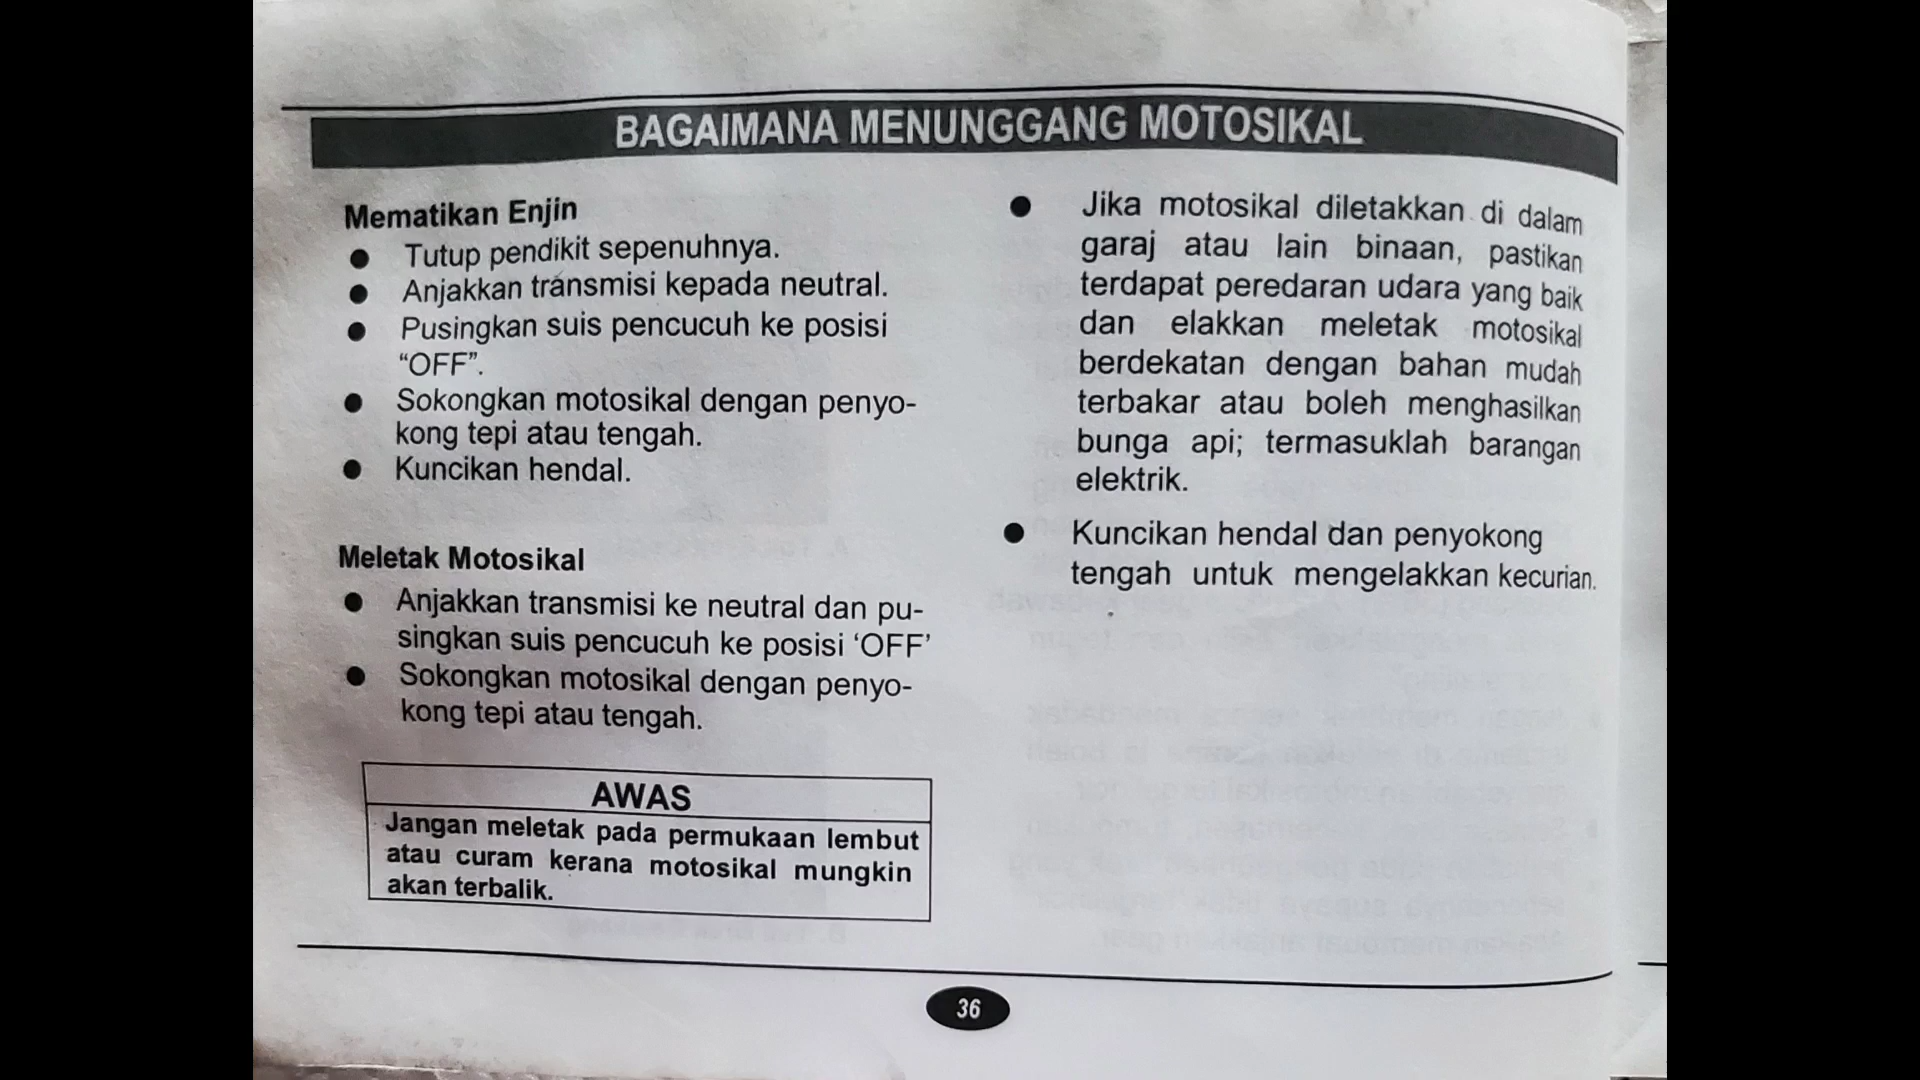 BAGAIMANA MENUNGGANG MOTOSIKAL
Mematikan Enjin
● Tutup pendikit sepenuhnya.
● Anjakkan transmisi kepada neutral.
● Pusingkan suis pencucuh ke posisi
“OFF”.
● Sokongkan motosikal dengan penyo-
kong tepi atau tengah.
● Kuncikan hendal.
Meletak Motosikal
● Anjakkan transmisi ke neutral dan pu-
singkan suis pencucuh ke posisi ‘OFF’
● Sokongkan motosikal dengan penyo-
kong tepi atau tengah.
AWAS
Jangan meletak pada permukaan lembut
atau curam kerana motosikal mungkin
akan terbalik.
● Jika motosikal diletakkan di dalam
garaj atau lain binaan, pastikan
terdapat peredaran udara yang baik
dan elakkan meletak motosikal
berdekatan dengan bahan mudah
terbakar atau boleh menghasilkan
bunga api; termasuklah barangan
elektrik.
● Kuncikan hendal dan penyokong
tengah untuk mengelakkan kecurian.
36